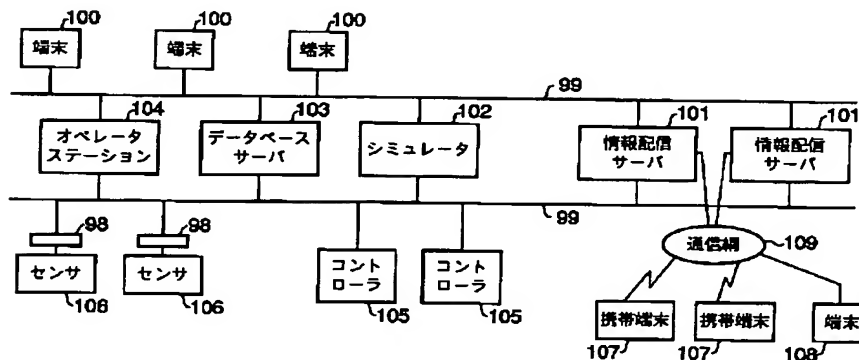 100
100
100
端末
端末
端末
99
104
103
102
101
101
オペレータ
ステーション
データベース
サーバ
シミュレータ
情報配信
サーバ
情報配信
サーバ
99
98
98
センサ
センサ
106
106
コント
ローラ
コント
ローラ
105
105
通信網
109
携帯端末
携帯端末
端末
107
107
108